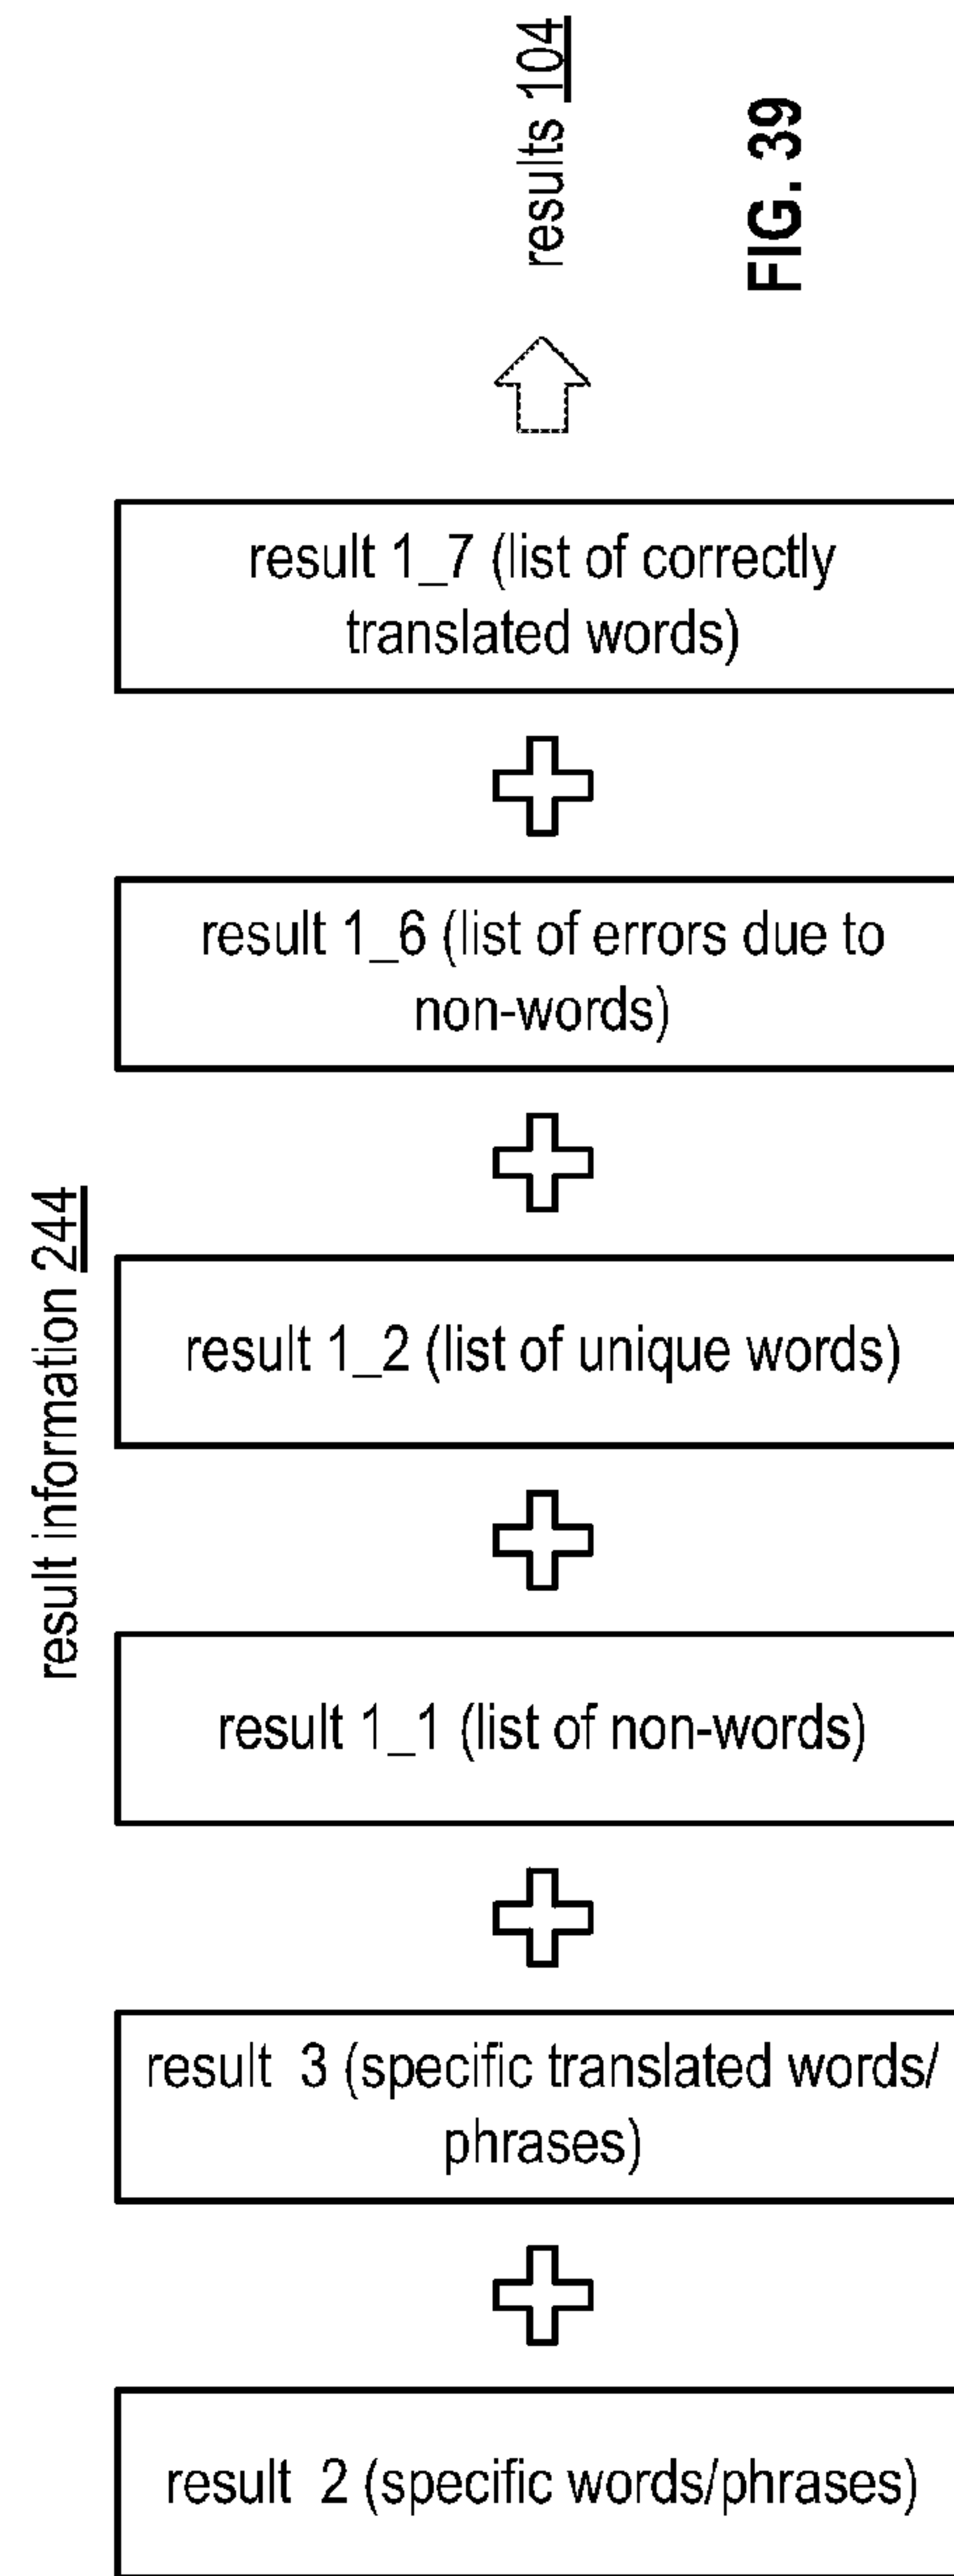 results 104
FIG. 39
result 1_7 (list of correctly
translated words)
result 1_6 (list of errors due to
non-words)
result information 244
result 1_2 (list of unique words)
result 1_1 (list of non-words)
result 3 (specific translated words/
phrases)
result 2 (specific words/phrases)